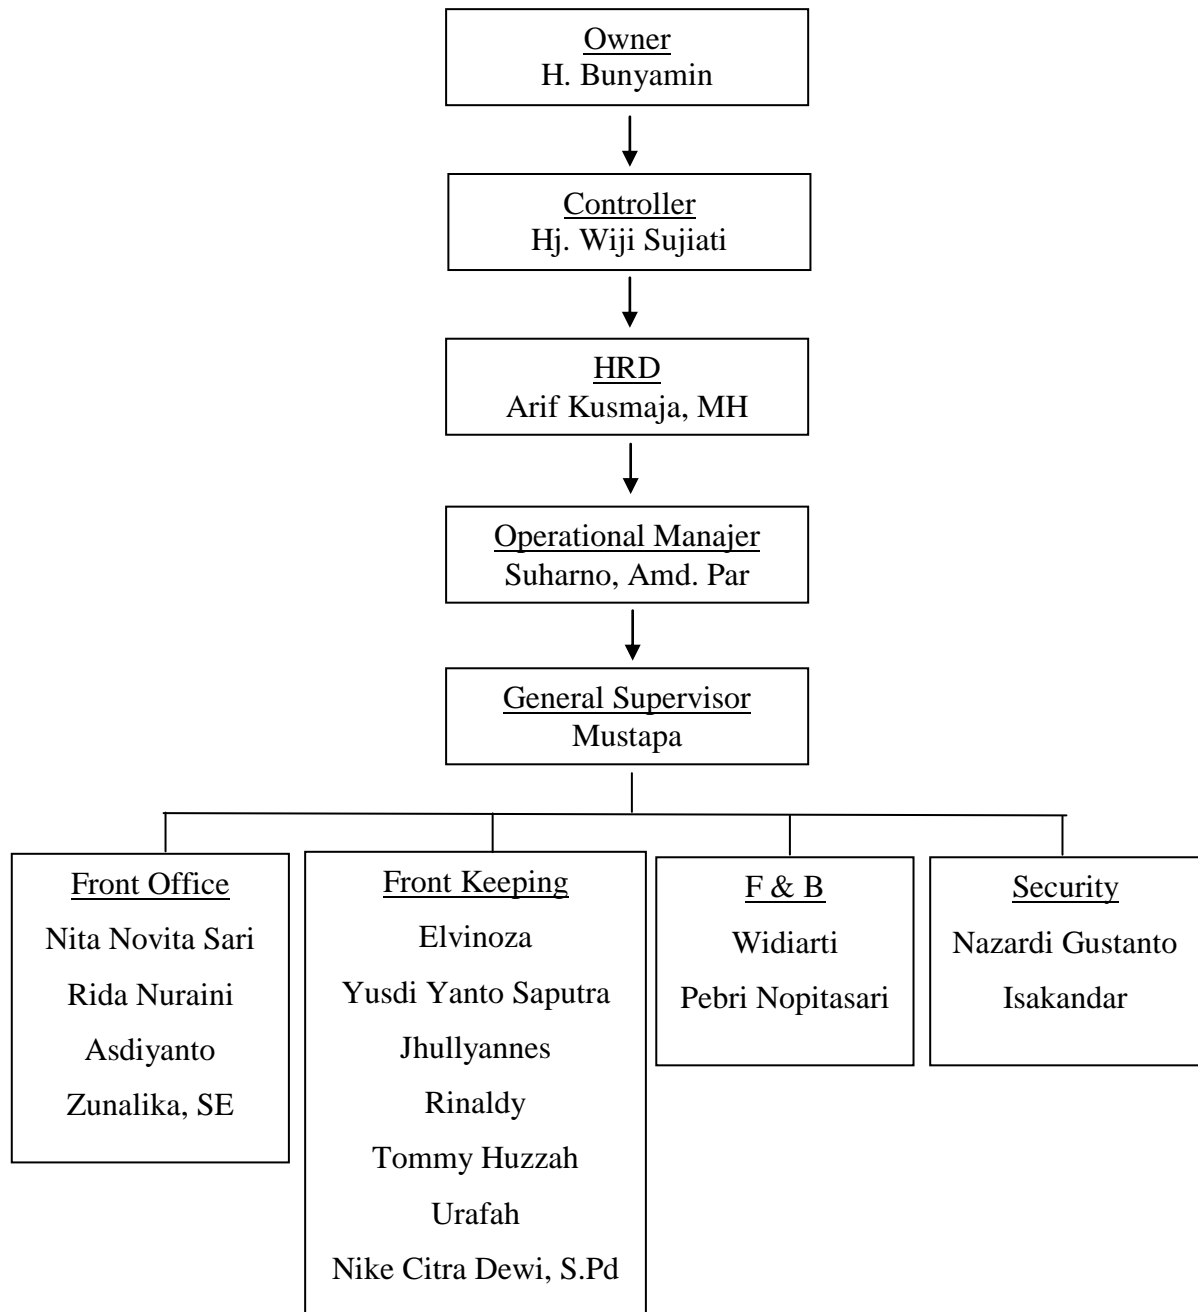 Owner
H. Bunyamin
Controller
Hj. Wiji Sujiati
HRD
Arif Kusmaja, MH
Operational Manajer
Suharno, Amd. Par
General Supervisor
Mustapa
Front Office
Nita Novita Sari
Rida Nuraini
Asdiyanto
Zunalika, SE
Front Keeping
Elvinoza
Yusdi Yanto Saputra
Jhullyannes
Rinaldy
Tommy Huzzah
Urafah
Nike Citra Dewi, S.Pd
F & B
Widiarti
Pebri Nopitasari
Security
Nazardi Gustanto
Isakandar